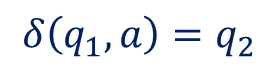 δ(q₁, a) = q₂